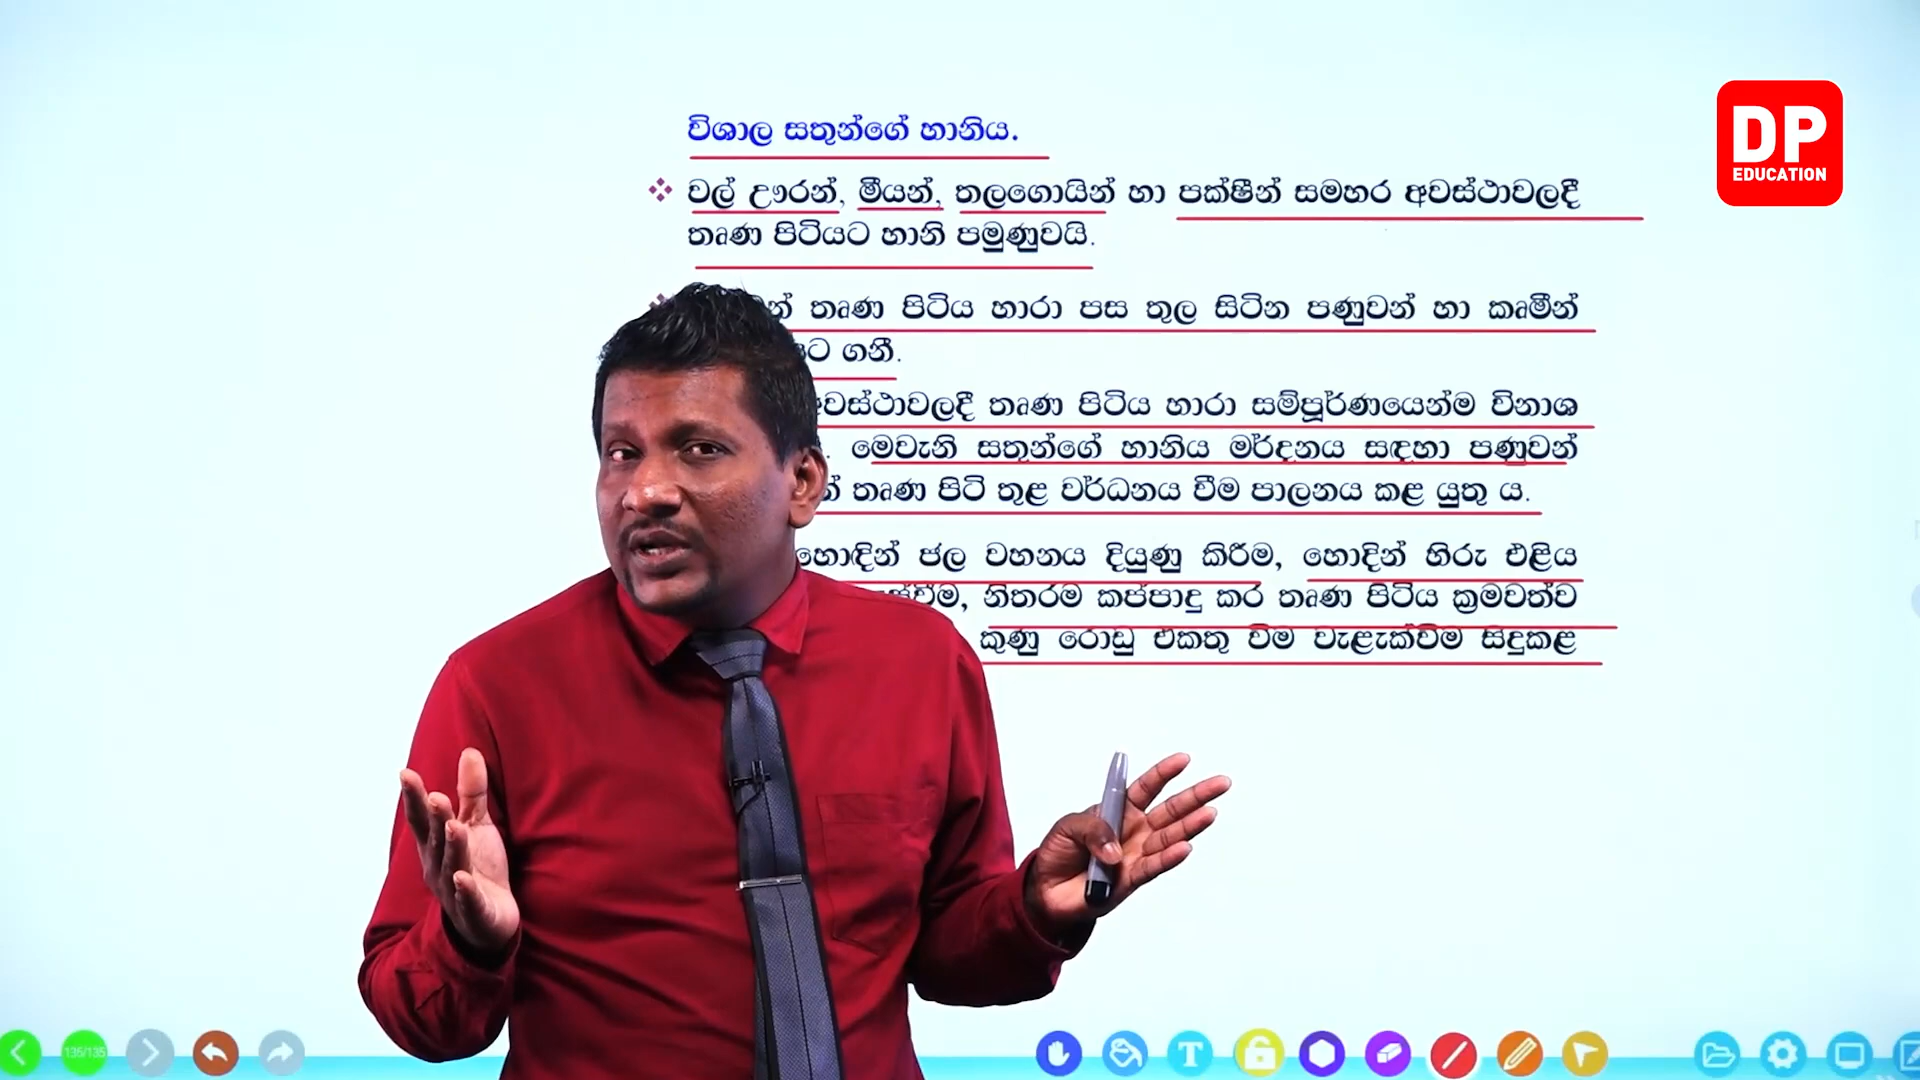 විශාල සතුන්ගේ හානිය.
DP
EDUCATION
වල් ඌරන්, මීයන්, තලගොයින් හා පක්ෂීන් සමහර අවස්ථාවලදී
තෘණ පිටියට හානි පමුණුවයි.
තෘණ පිටිය හාරා පස තුල සිටින පණුවන් හා කෘමීන්
ගනී.
තෘණ පිටිය හාරා සම්පූර්ණයෙන්ම විනාශ
මෙවැනි සතුන්ගේ හානිය මර්දනය සඳහා පණුවන්
තෘණ පිටි තුළ වර්ධනය වීම පාලනය කළ යුතු ය.
හොඳින් ජල වහනය දියුණු කිරීම, හොදින් හිරු එළිය
නිතරම කප්පාදු කර තෘණ පිටිය ක්‍රමවත්ව
කුණු රොඩු එකතු වීම වැළැක්වීම සිදුකළ
135/135